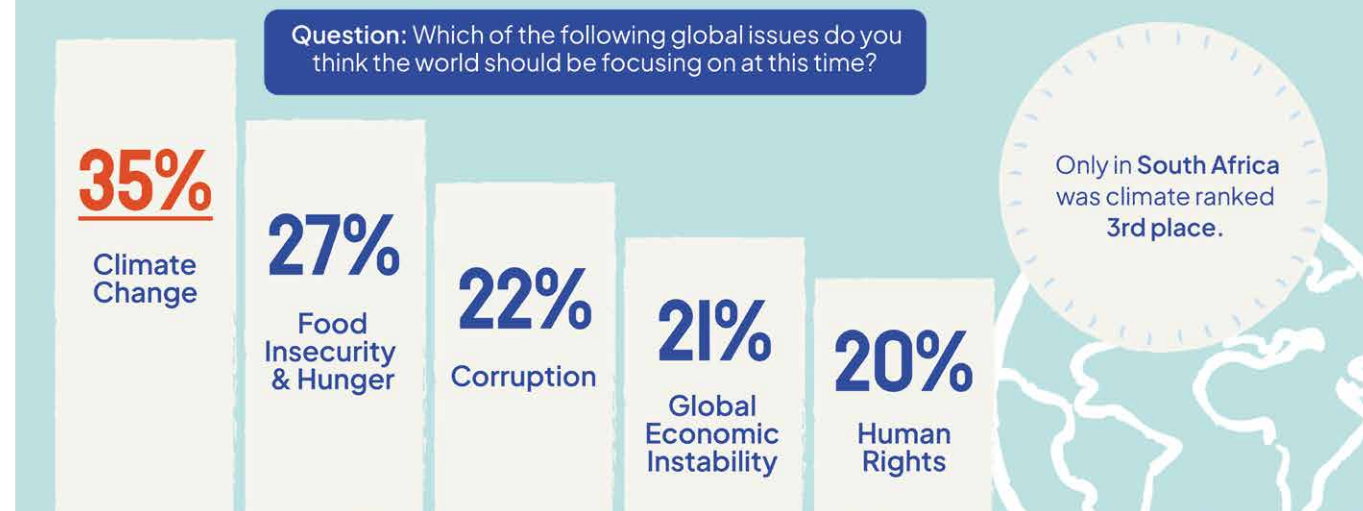 Question: Which of the following global issues do you
think the world should be focusing on at this time?
35%
Climate
Change
27%
Food
Insecurity
& Hunger
22%
Corruption
21%
Global
Economic
Instability
20%
Human
Rights
Only in South Africa
was climate ranked
3rd place.